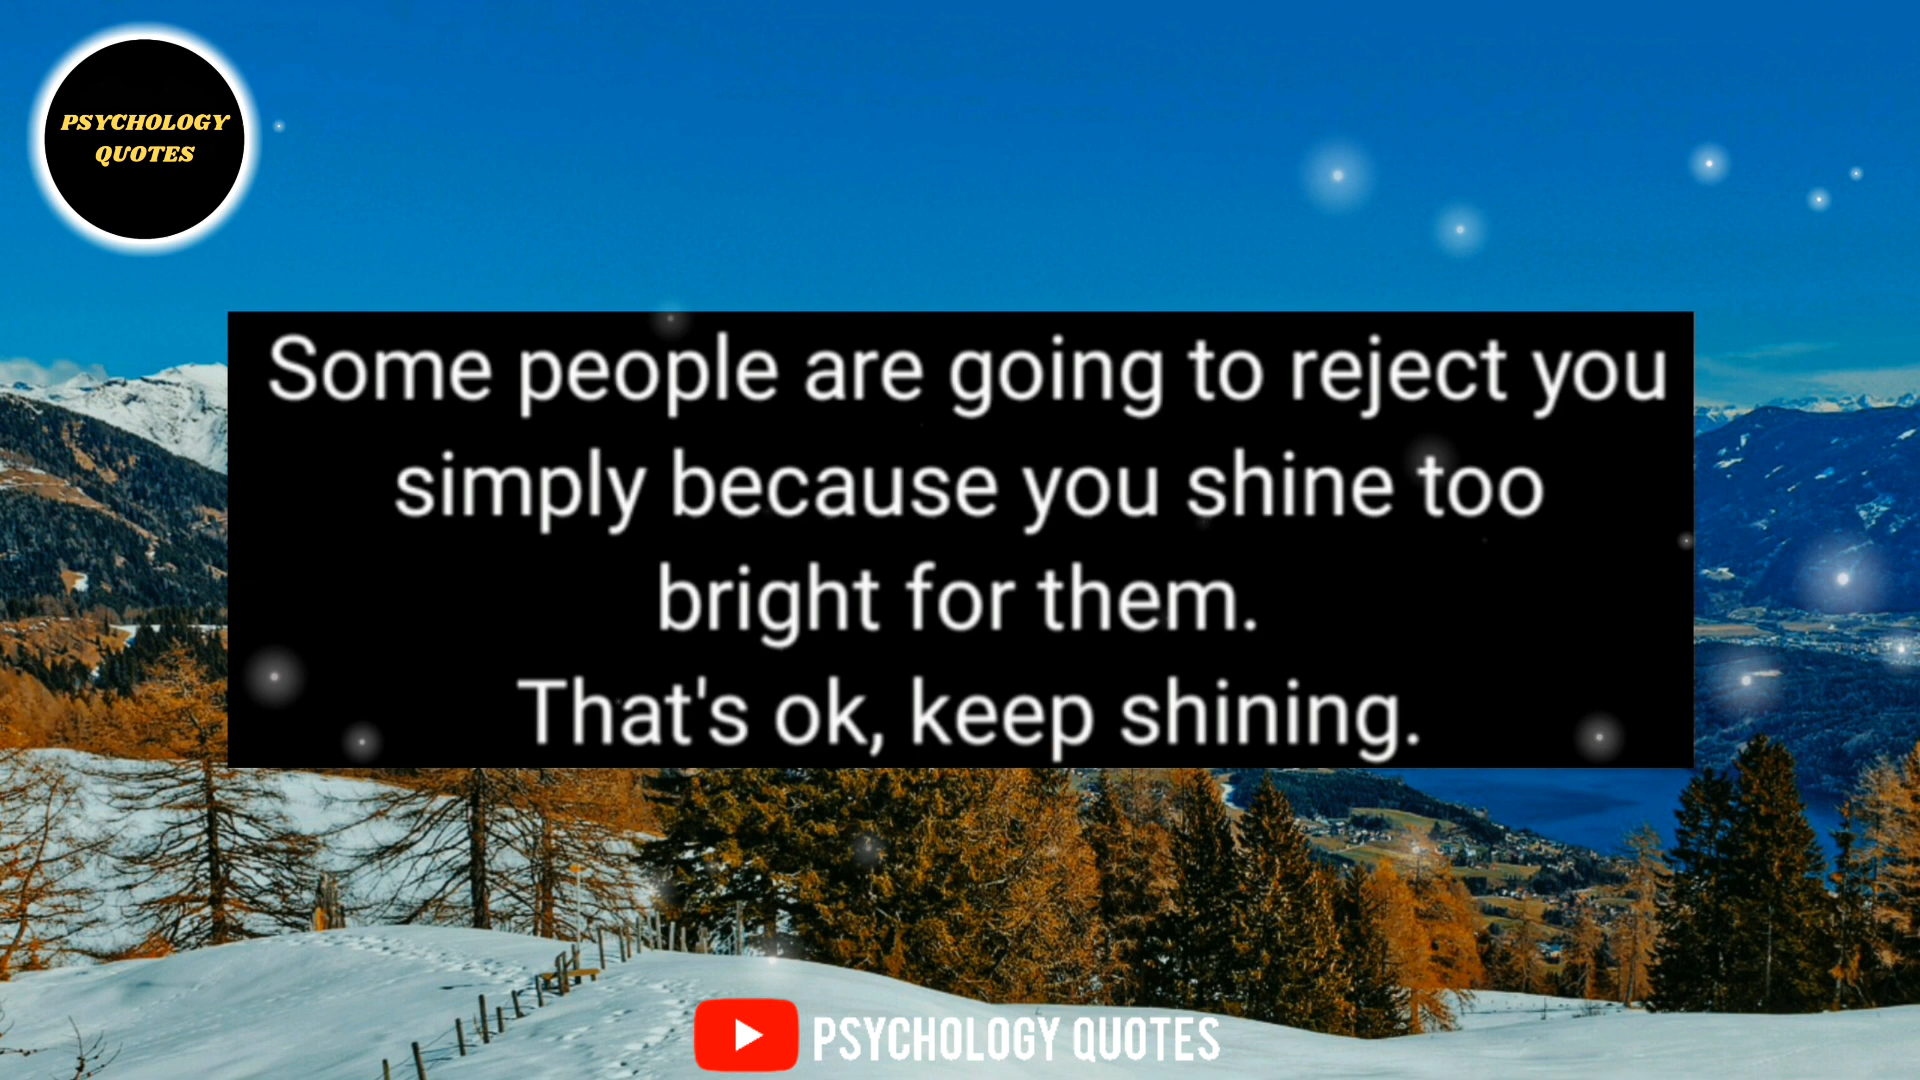 PSYCHOLOGY
QUOTES
Some people are going to reject you
simply because you shine too
bright for them.
That's ok, keep shining.
PSYCHOLOGY QUOTES